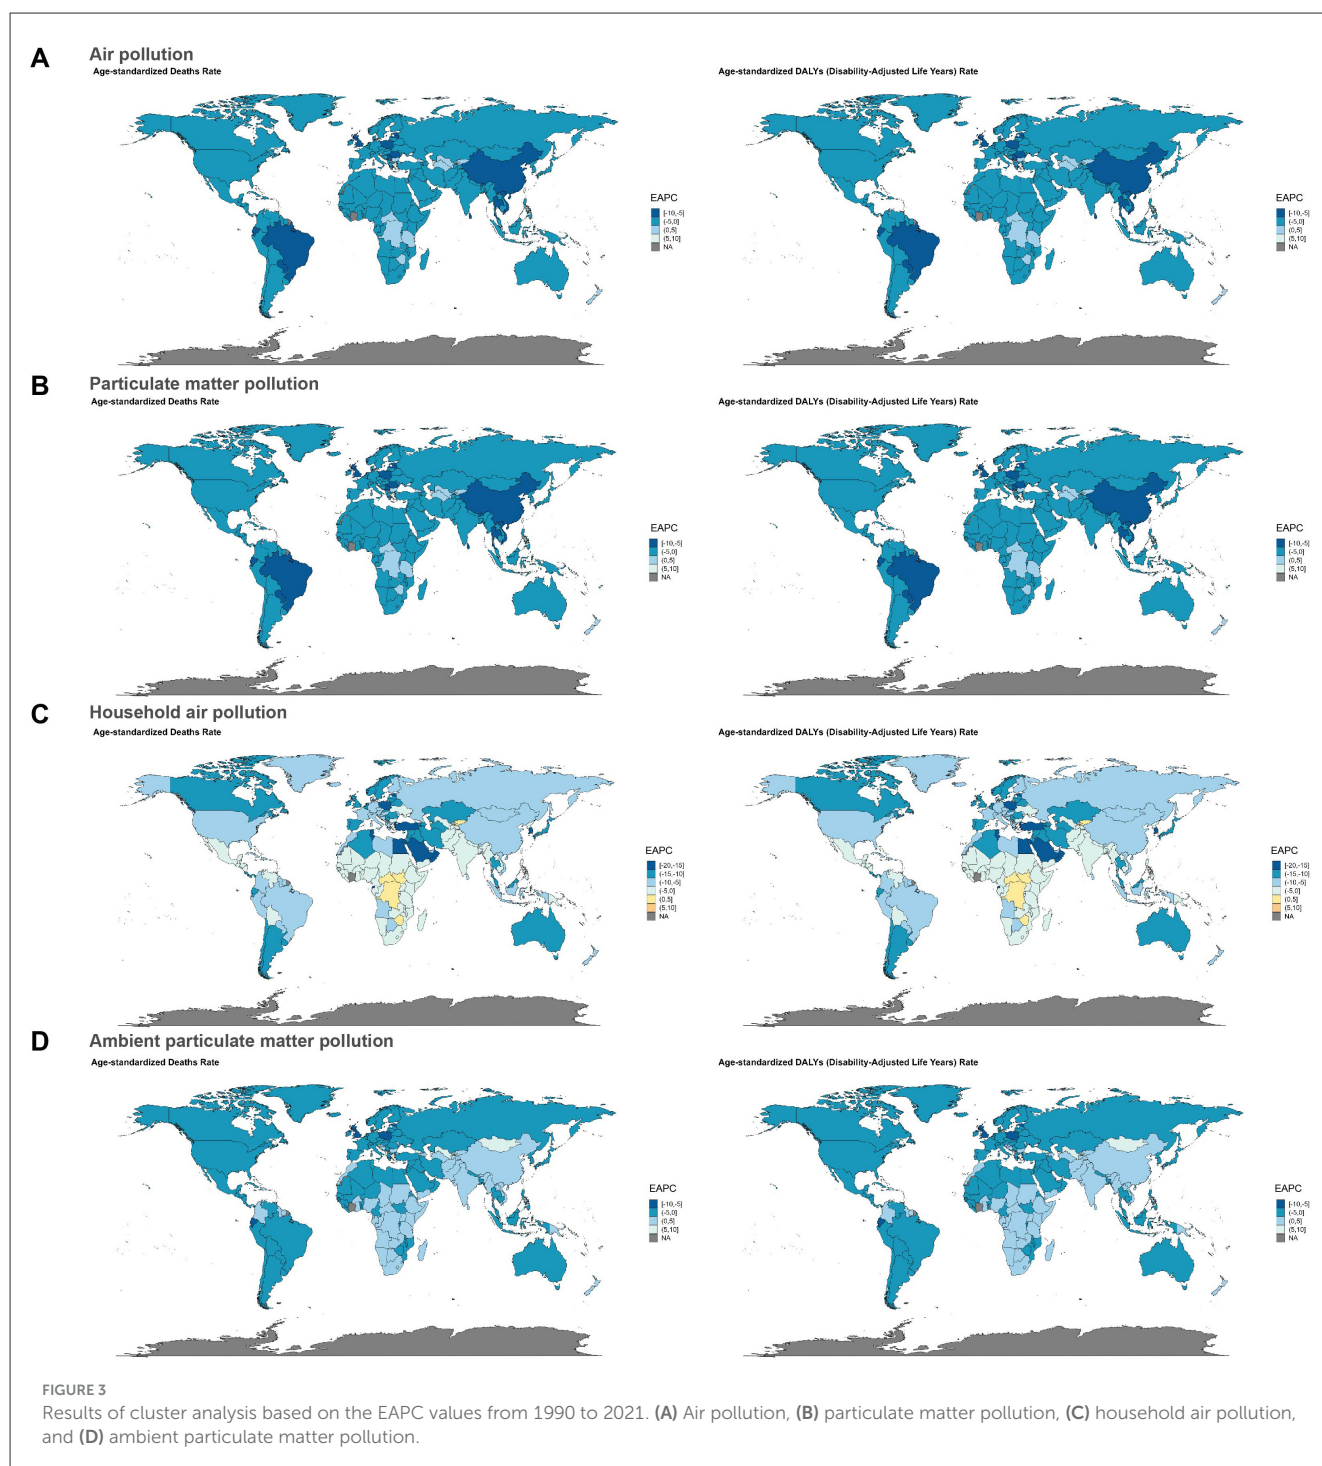 A
Air pollution
Age-standardized Deaths Rate
Age-standardized DALYs (Disability-Adjusted Life Years) Rate
EAPC
[-10,-5]
(-5,0]
(0,5]
(5,10]
NA
EAPC
[-10,-5]
(-5,0]
(0,5]
(5,10]
NA
B
Particulate matter pollution
Age-standardized Deaths Rate
Age-standardized DALYs (Disability-Adjusted Life Years) Rate
EAPC
[-10,-5]
(-5,0]
(0,5]
(5,10]
NA
EAPC
[-10,-5]
(-5,0]
(0,5]
(5,10]
NA
C
Household air pollution
Age-standardized Deaths Rate
Age-standardized DALYs (Disability-Adjusted Life Years) Rate
EAPC
[-20,-15]
(-15,-10]
(-10,-5]
(-5,0]
(0,5]
(5,10]
NA
EAPC
[-20,-15]
(-15,-10]
(-10,-5]
(-5,0]
(0,5]
(5,10]
NA
D
Ambient particulate matter pollution
Age-standardized Deaths Rate
Age-standardized DALYs (Disability-Adjusted Life Years) Rate
EAPC
[-10,-5]
(-5,0]
(0,5]
(5,10]
NA
EAPC
[-10,-5]
(-5,0]
(0,5]
(5,10]
NA
FIGURE 3
Results of cluster analysis based on the EAPC values from 1990 to 2021. (A) Air pollution, (B) particulate matter pollution, (C) household air pollution,
and (D) ambient particulate matter pollution.